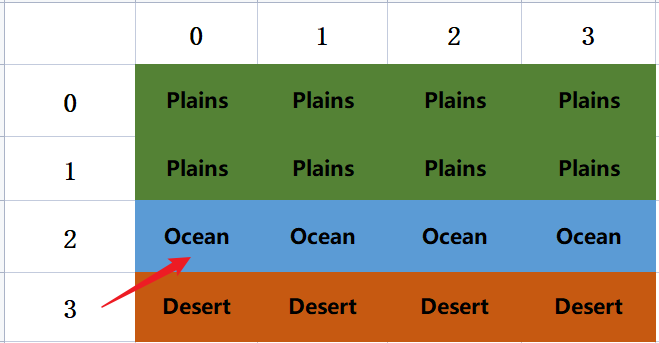 0 1 2 3
0 Plains Plains Plains Plains
1 Plains Plains Plains Plains
2 Ocean Ocean Ocean Ocean
3 Desert Desert Desert Desert